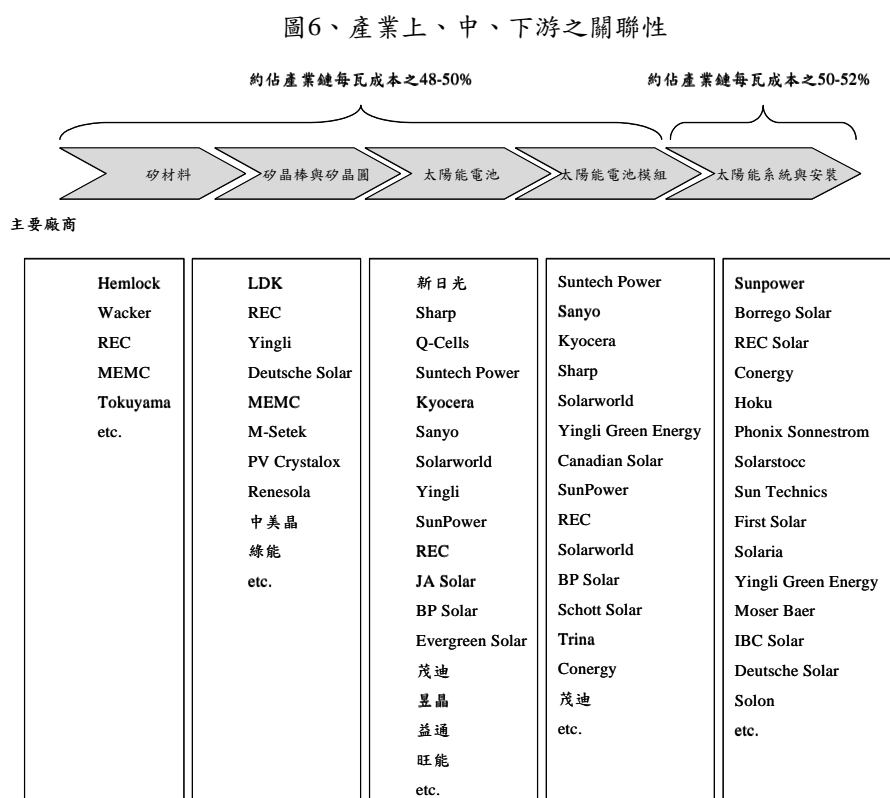 圖6、產業上、中、下游之關聯性
約佔產業鏈每瓦成本之48-50%
約佔產業鏈每瓦成本之50-52%
矽材料
矽晶棒與矽晶圓
太陽能電池
太陽能電池模組
太陽能系統與安裝
主要廠商
Hemlock
Wacker
REC
MEMC
Tokuyama
etc.
LDK
REC
Yingli
Deutsche Solar
MEMC
M-Setek
PV Crystalox
Renesola
中美晶
綠能
etc.
新日光
Sharp
Q-Cells
Suntech Power
Kyocera
Sanyo
Solarworld
Yingli
SunPower
REC
JA Solar
BP Solar
Evergreen Solar
茂迪
昱晶
益通
旺能
etc.
Suntech Power
Sanyo
Kyocera
Sharp
Solarworld
Yingli Green Energy
Canadian Solar
SunPower
REC
Solarworld
BP Solar
Schott Solar
Trina
Conergy
茂迪
etc.
Sunpower
Borrego Solar
REC Solar
Conergy
Hoku
Phonix Sonnestrom
Solarstocc
Sun Technics
First Solar
Solaria
Yingli Green Energy
Moser Baer
IBC Solar
Deutsche Solar
Solon
etc.